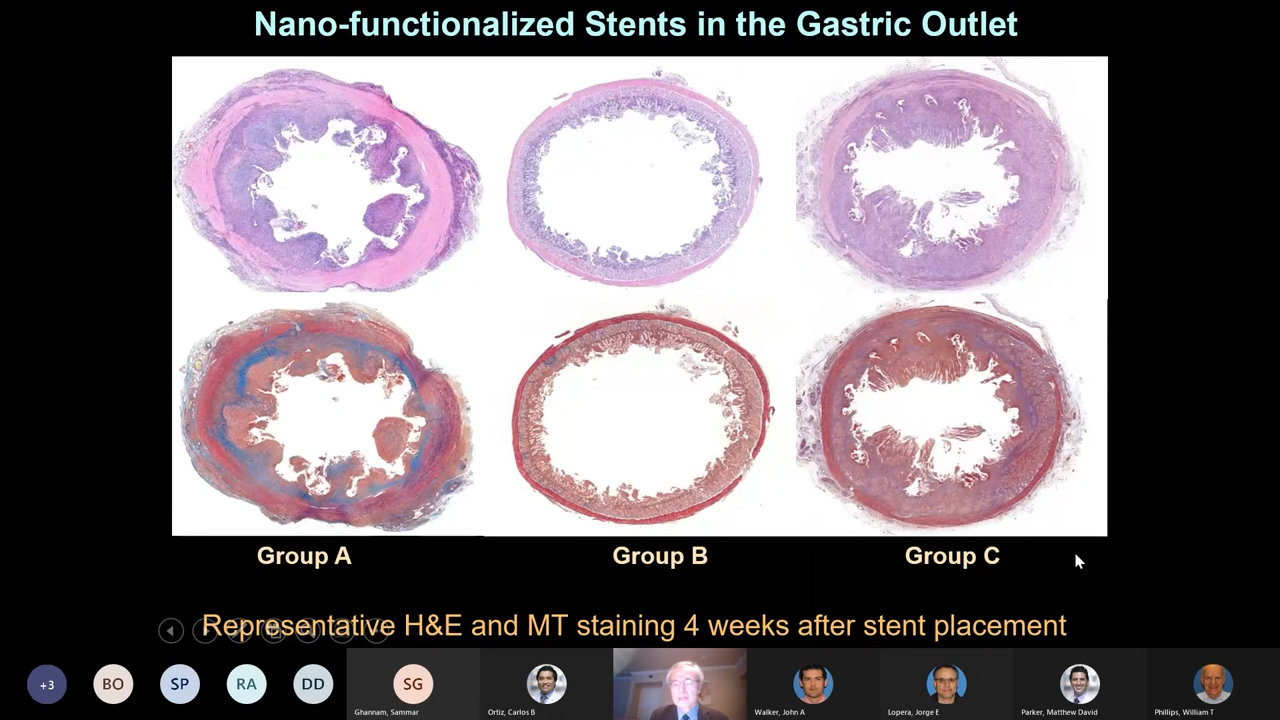 Nano-functionalized Stents in the Gastric Outlet
Group A
Group B
Group C
Representative H&E and MT staining 4 weeks after stent placement
+3
BO
SP
RA
DD
SG
Ghannam, Sammar
Ortiz, Carlos B
Walker, John A
Lopera, Jorge E
Parker, Matthew David
Phillips, William T